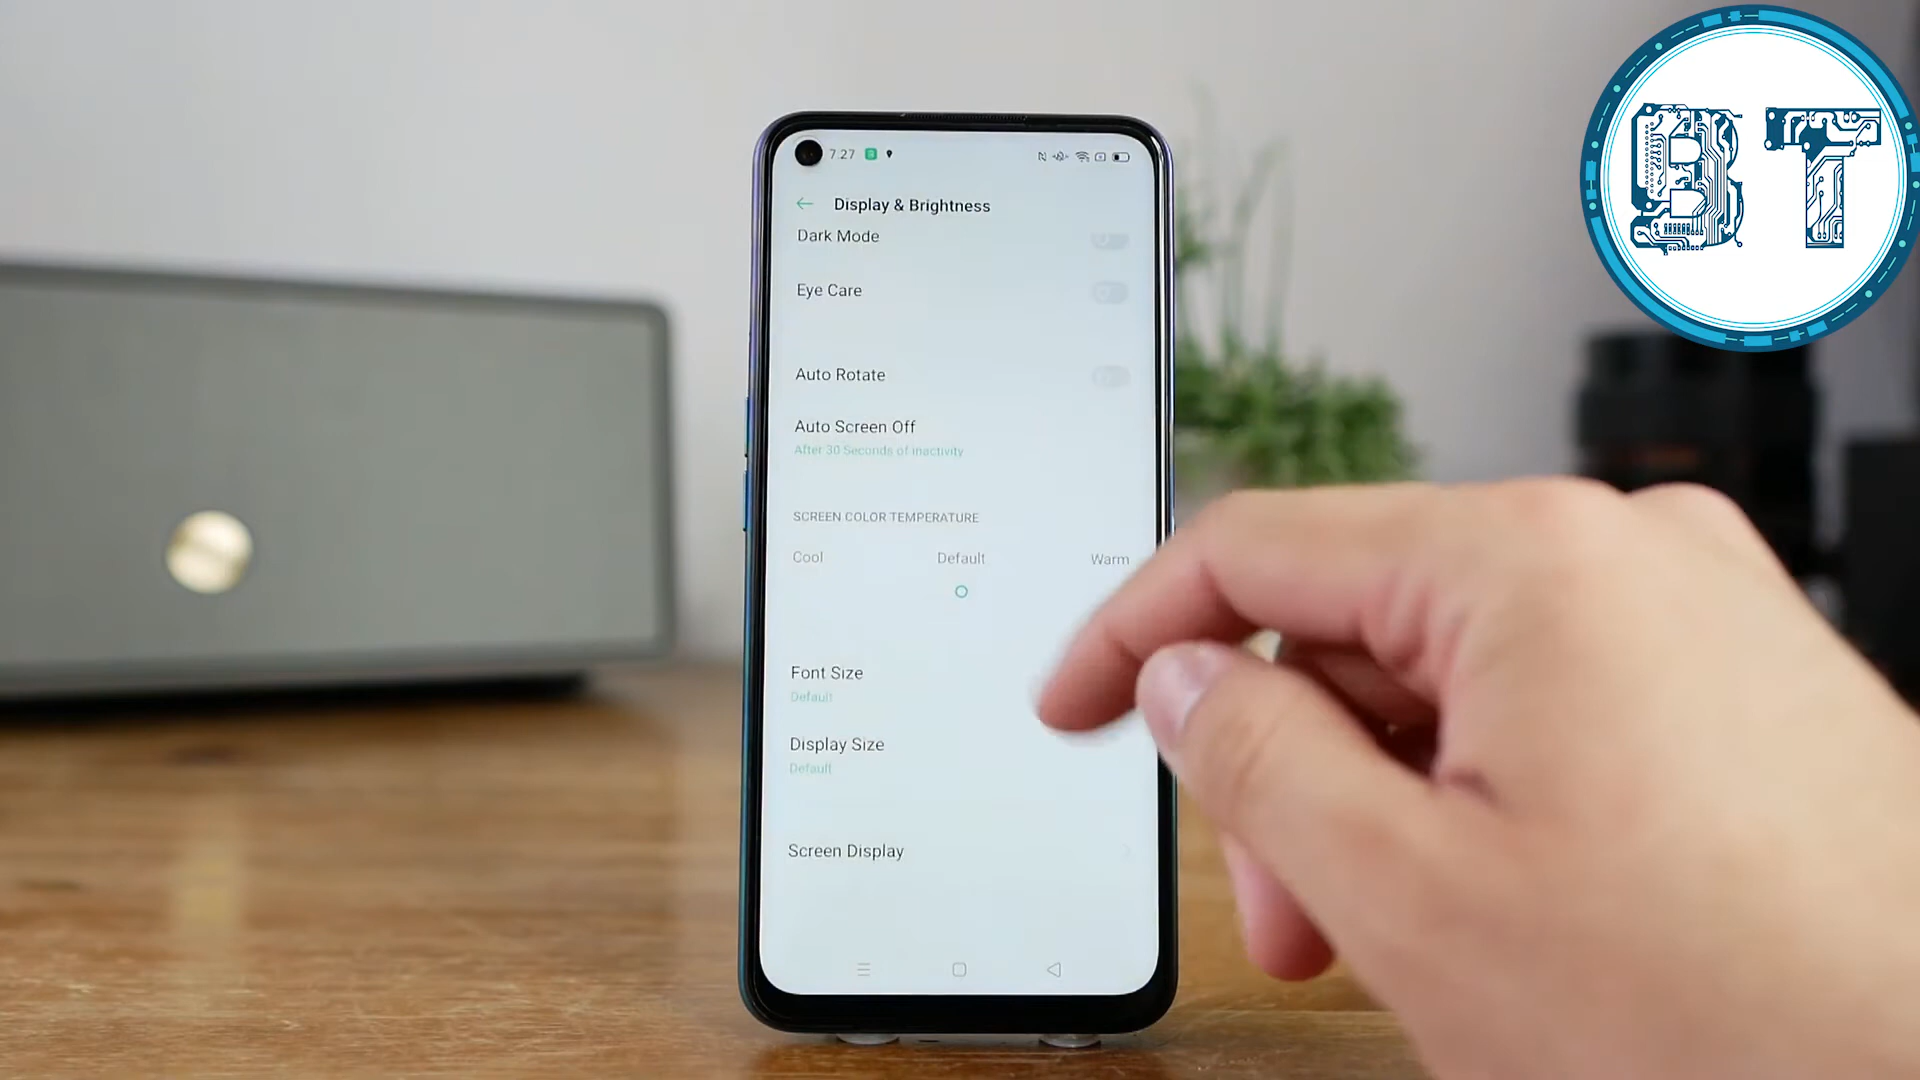 7.27
Display & Brightness
Dark Mode
Eye Care
Auto Rotate
Auto Screen Off
After 30 Seconds of inactivity
SCREEN COLOR TEMPERATURE
Cool Default Warm
Font Size
Default
Display Size
Default
Screen Display
BT